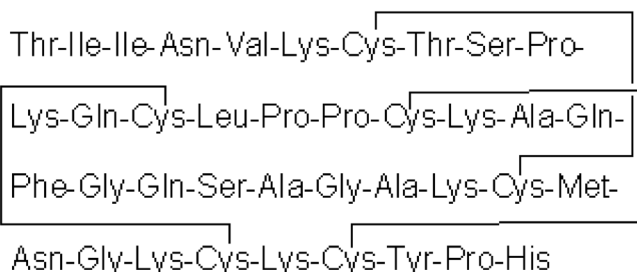 Thr-Ile-Ile-Asn-Val-Lys-Cys-Thr-Ser-Pro-
Lys-Gln-Cys-Leu-Pro-Pro-Cys-Lys-Ala-Gln-
Phe-Gly-Gln-Ser-Ala-Gly-Ala-Lys-Cys-Met-
Asn-Gly-Lys-Cys-Lys-Cys-Tyr-Pro-His